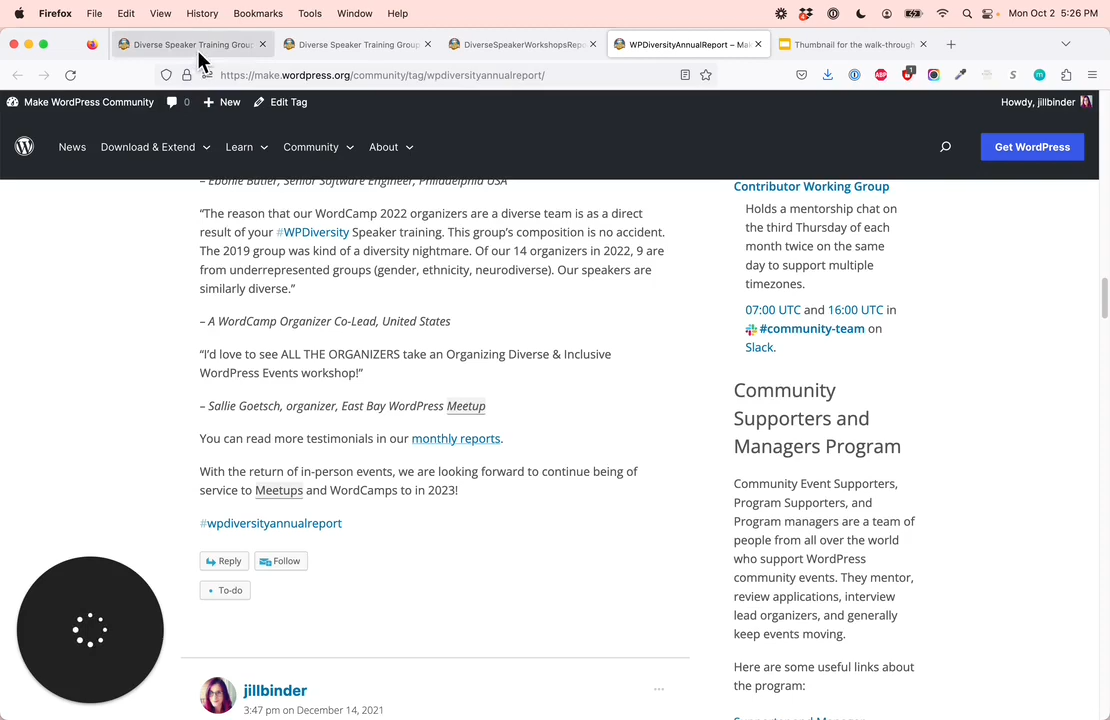 Firefox File Edit View History Bookmarks Tools Window Help Mon Oct 2 5:26 PM
Diverse Speaker Training Group Diverse Speaker Training Group DiverseSpeakerWorkshopsRepo WPDiversityAnnualReport – Mak Thumbnail for the walk-through
https://make.wordpress.org/community/tag/wpdiversityannualreport/
Make WordPress Community 0 New Edit Tag Howdy, jillbinder
News Download & Extend Learn Community About Get WordPress
– Ebonie Butler, Senior Software Engineer, Philadelphia USA
“The reason that our WordCamp 2022 organizers are a diverse team is as a direct
result of your #WPDiversity Speaker training. This group’s composition is no accident.
The 2019 group was kind of a diversity nightmare. Of our 14 organizers in 2022, 9 are
from underrepresented groups (gender, ethnicity, neurodiverse). Our speakers are
similarly diverse.”
– A WordCamp Organizer Co-Lead, United States
“I’d love to see ALL THE ORGANIZERS take an Organizing Diverse & Inclusive
WordPress Events workshop!”
– Sallie Goetsch, organizer, East Bay WordPress Meetup
You can read more testimonials in our monthly reports.
With the return of in-person events, we are looking forward to continue being of
service to Meetups and WordCamps to in 2023!
#wpdiversityannualreport
Reply Follow
To-do
jillbinder
3:47 pm on December 14, 2021
Contributor Working Group
Holds a mentorship chat on
the third Thursday of each
month twice on the same
day to support multiple
timezones.
07:00 UTC and 16:00 UTC in
#community-team on
Slack.
Community
Supporters and
Managers Program
Community Event Supporters,
Program Supporters, and
Program managers are a team of
people from all over the world
who support WordPress
community events. They mentor,
review applications, interview
lead organizers, and generally
keep events moving.
Here are some useful links about
the program: